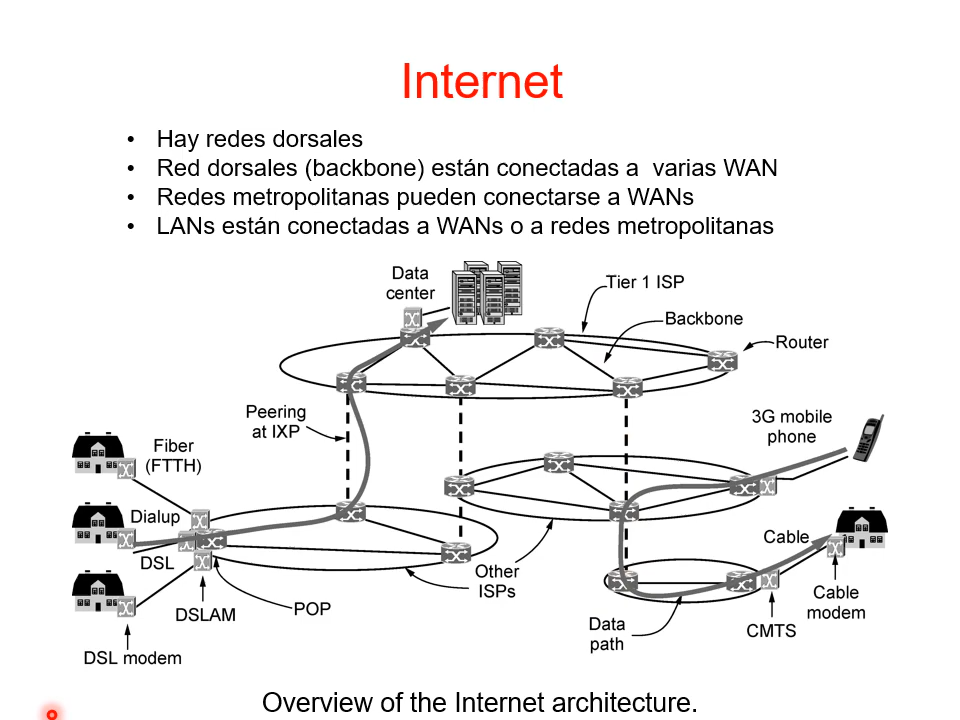 Internet
• Hay redes dorsales
• Red dorsales (backbone) están conectadas a varias WAN
• Redes metropolitanas pueden conectarse a WANs
• LANs están conectadas a WANs o a redes metropolitanas
Data
center
Tier 1 ISP
Backbone
Router
Peering
at IXP
3G mobile
phone
Fiber
(FTTH)
Dialup
DSL
Cable
Other
ISPs
DSLAM
POP
Data
path
CMTS
Cable
modem
DSL modem
Overview of the Internet architecture.